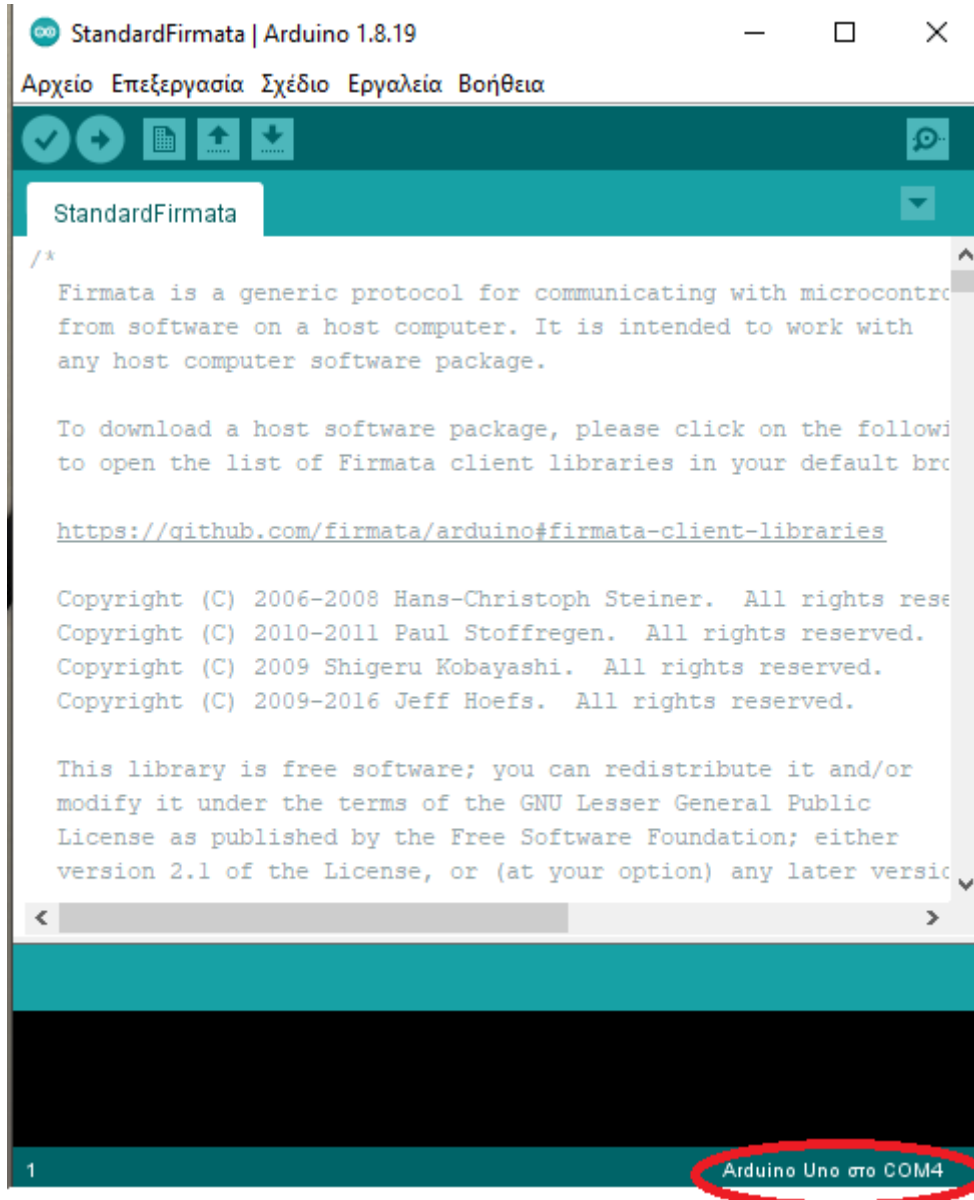 StandardFirmata | Arduino 1.8.19
Αρχείο Επεξεργασία Σχέδιο Εργαλεία Βοήθεια
StandardFirmata
/*
Firmata is a generic protocol for communicating with microcontro
from software on a host computer. It is intended to work with
any host computer software package.
To download a host software package, please click on the followi
to open the list of Firmata client libraries in your default bro
https://github.com/firmata/arduino#firmata-client-libraries
Copyright (C) 2006-2008 Hans-Christoph Steiner.  All rights rese
Copyright (C) 2010-2011 Paul Stoffregen.  All rights reserved.
Copyright (C) 2009 Shigeru Kobayashi.  All rights reserved.
Copyright (C) 2009-2016 Jeff Hoefs.  All rights reserved.
This library is free software; you can redistribute it and/or
modify it under the terms of the GNU Lesser General Public
License as published by the Free Software Foundation; either
version 2.1 of the License, or (at your option) any later versio
1 Arduino Uno στο COM4